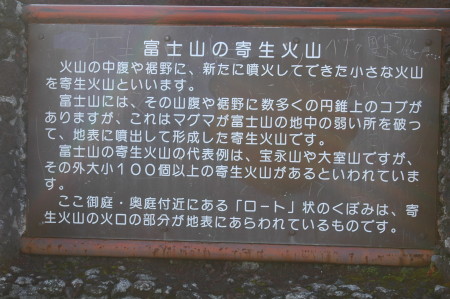 富士山の寄生火山
火山の中腹や裾野に、新たに噴火してできた小さな火山
を寄生火山といいます。
富士山には、その山腹や裾野に数多くの円錐上のコブが
ありますが、これはマグマが富士山の地中の弱い所を破っ
て、地表に噴出して形成した寄生火山です。
富士山の寄生火山の代表例は、宝永山や大室山ですが、
その外大小100個以上の寄生火山があるといわれていま
す。
ここ御庭・奥庭付近にある「ロート」状のくぼみは、寄
生火山の火口の部分が地表にあらわれているものです。